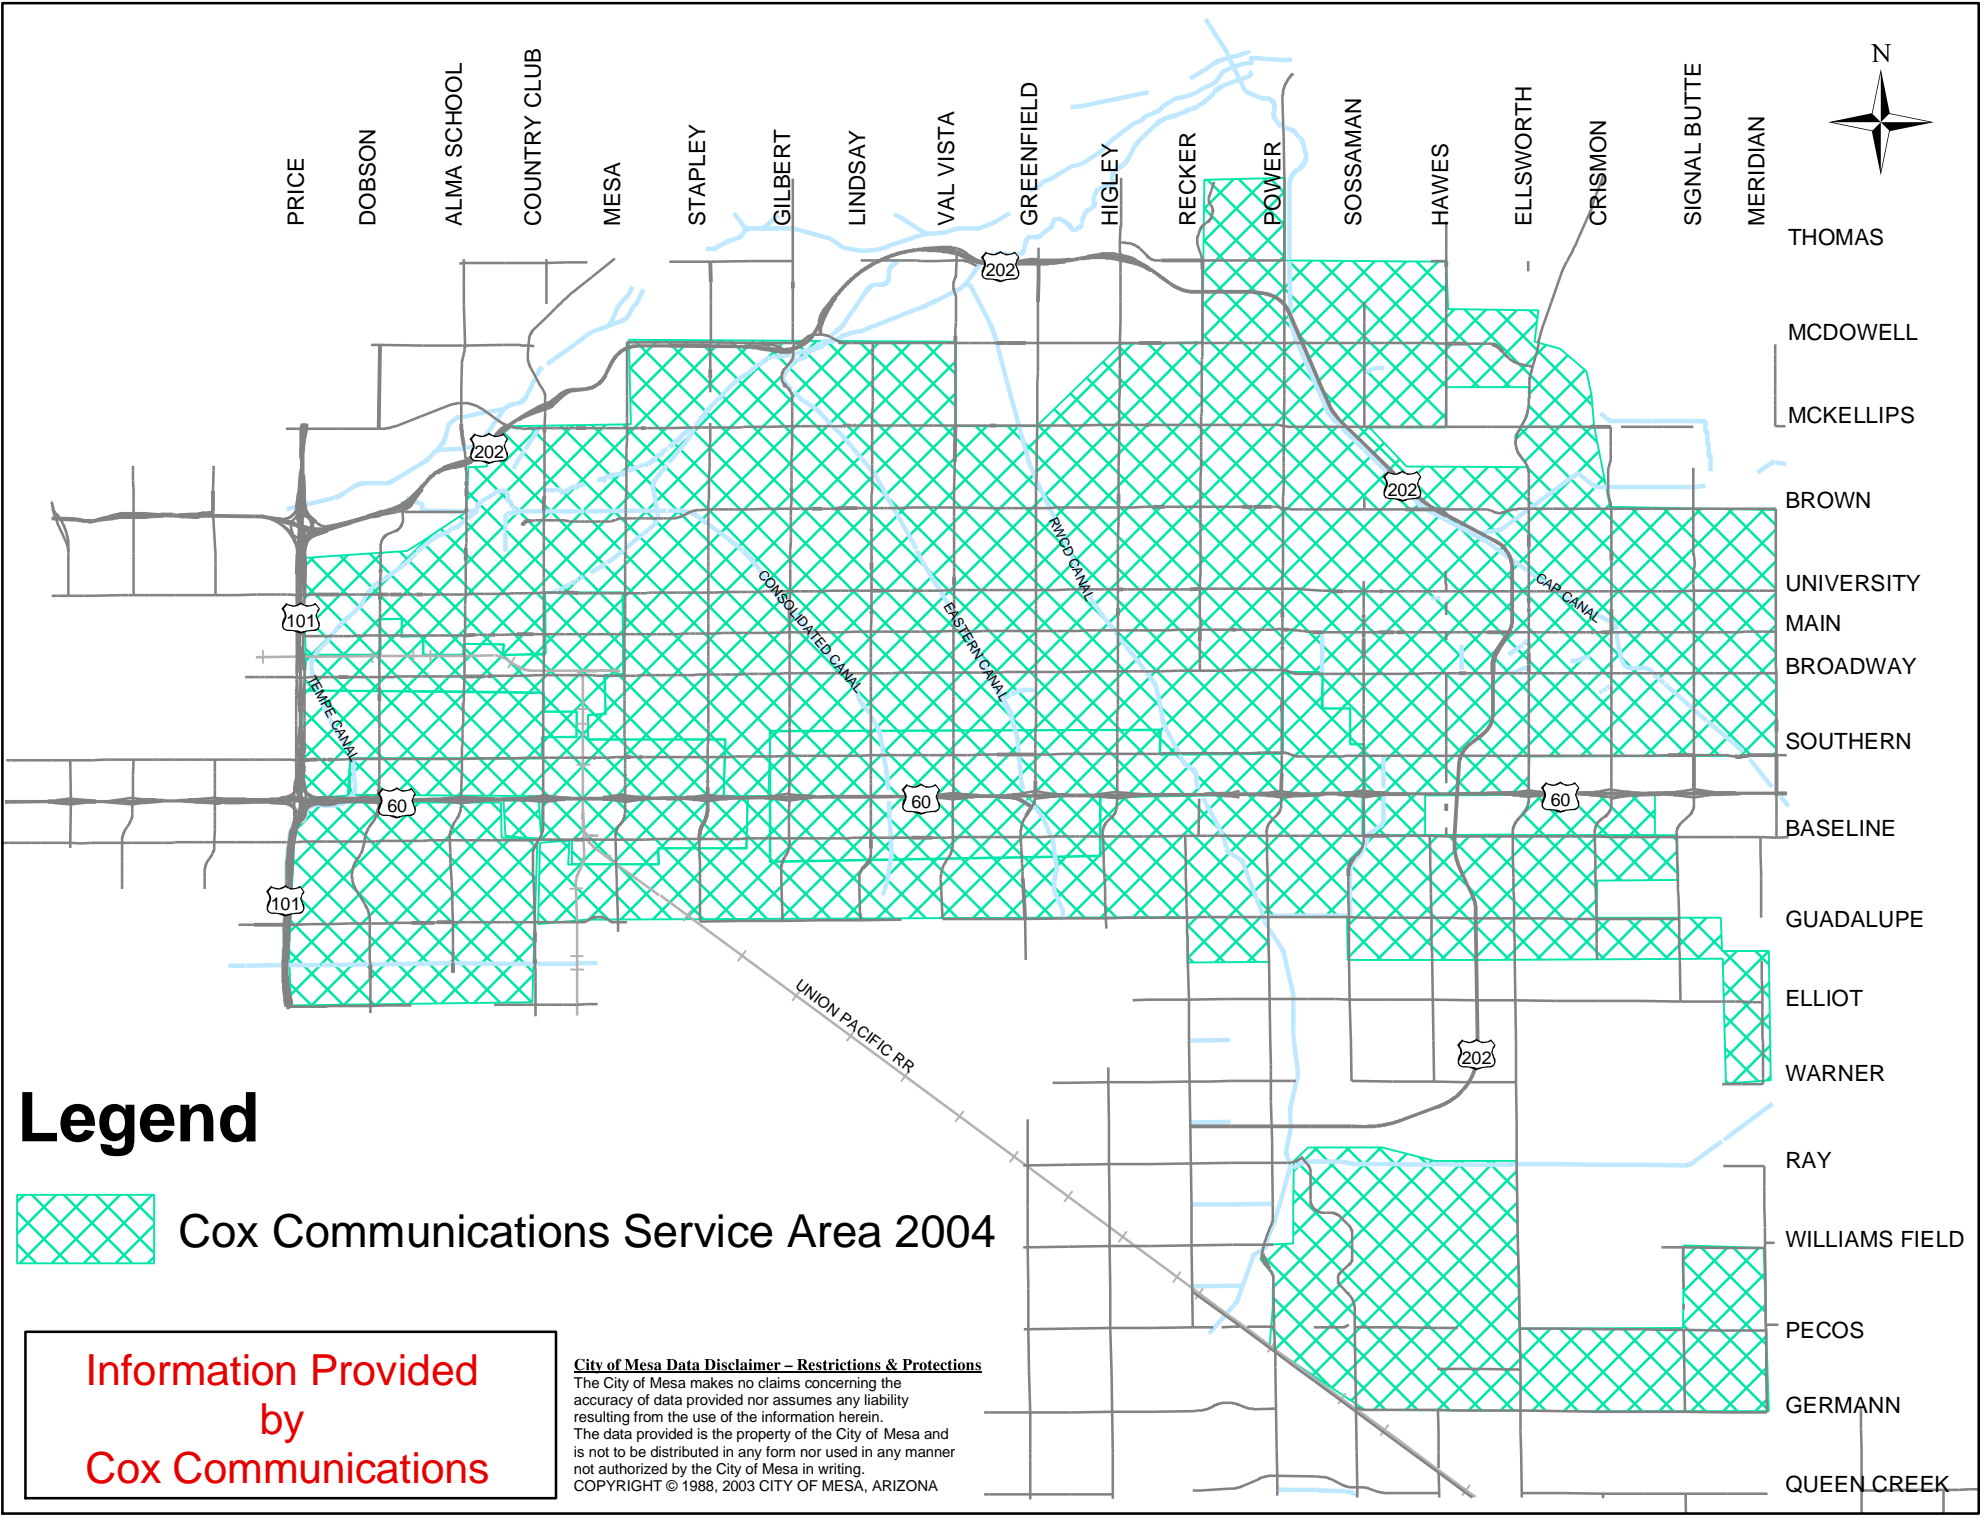 N
PRICE
DOBSON
ALMA SCHOOL
COUNTRY CLUB
MESA
STAPLEY
GILBERT
LINDSAY
VAL VISTA
GREENFIELD
HIGLEY
RECKER
POWER
SOSSAMAN
HAWES
ELLSWORTH
CRISMON
SIGNAL BUTTE
MERIDIAN
THOMAS
MCDOWELL
MCKELLIPS
BROWN
UNIVERSITY
MAIN
BROADWAY
SOUTHERN
BASELINE
GUADALUPE
ELLIOT
WARNER
RAY
WILLIAMS FIELD
PECOS
GERMANN
QUEEN CREEK
202
202
202
101
60
60
60
101
202
RWCD CANAL
CONSOLIDATED CANAL
EASTERN CANAL
CAP CANAL
TEMPE CANAL
UNION PACIFIC RR
Legend
Cox Communications Service Area 2004
Information Provided
by
Cox Communications
City of Mesa Data Disclaimer – Restrictions & Protections
The City of Mesa makes no claims concerning the
accuracy of data provided nor assumes any liability
resulting from the use of the information herein.
The data provided is the property of the City of Mesa and
is not to be distributed in any form nor used in any manner
not authorized by the City of Mesa in writing.
COPYRIGHT © 1988, 2003 CITY OF MESA, ARIZONA